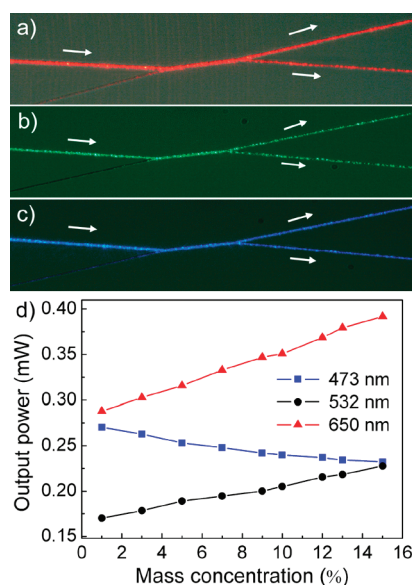 a)
b)
c)
d)
0.40
0.35
0.30
0.25
0.20
0.15
Output power (mW)
473 nm
532 nm
650 nm
0 2 4 6 8 10 12 14 16
Mass concentration (%)